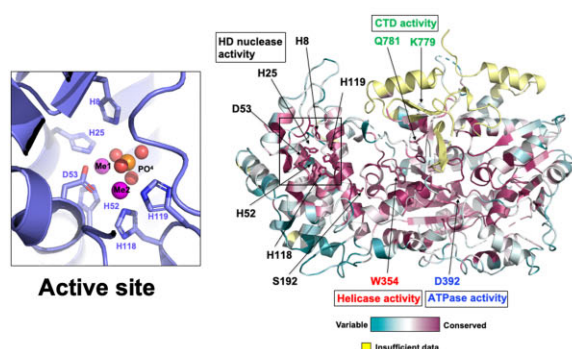 H8
H25
D53
Me1
PO⁴
Me2
H52
H119
H118
Active site
HD nuclease
activity
H8
H25
H119
D53
H52
H118
S192
CTD activity
Q781
K779
W354
Helicase activity
D392
ATPase activity
Variable
Conserved
Insufficient data